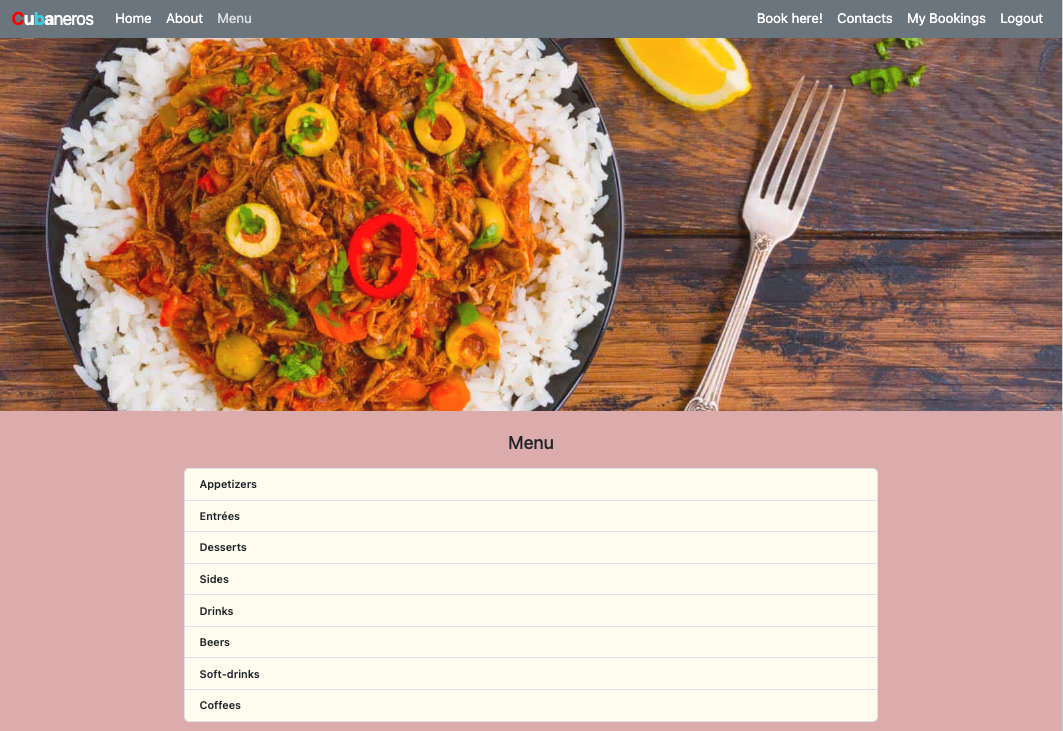 Cubaneros Home About Menu Book here! Contacts My Bookings Logout
Menu
Appetizers
Entrées
Desserts
Sides
Drinks
Beers
Soft-drinks
Coffees